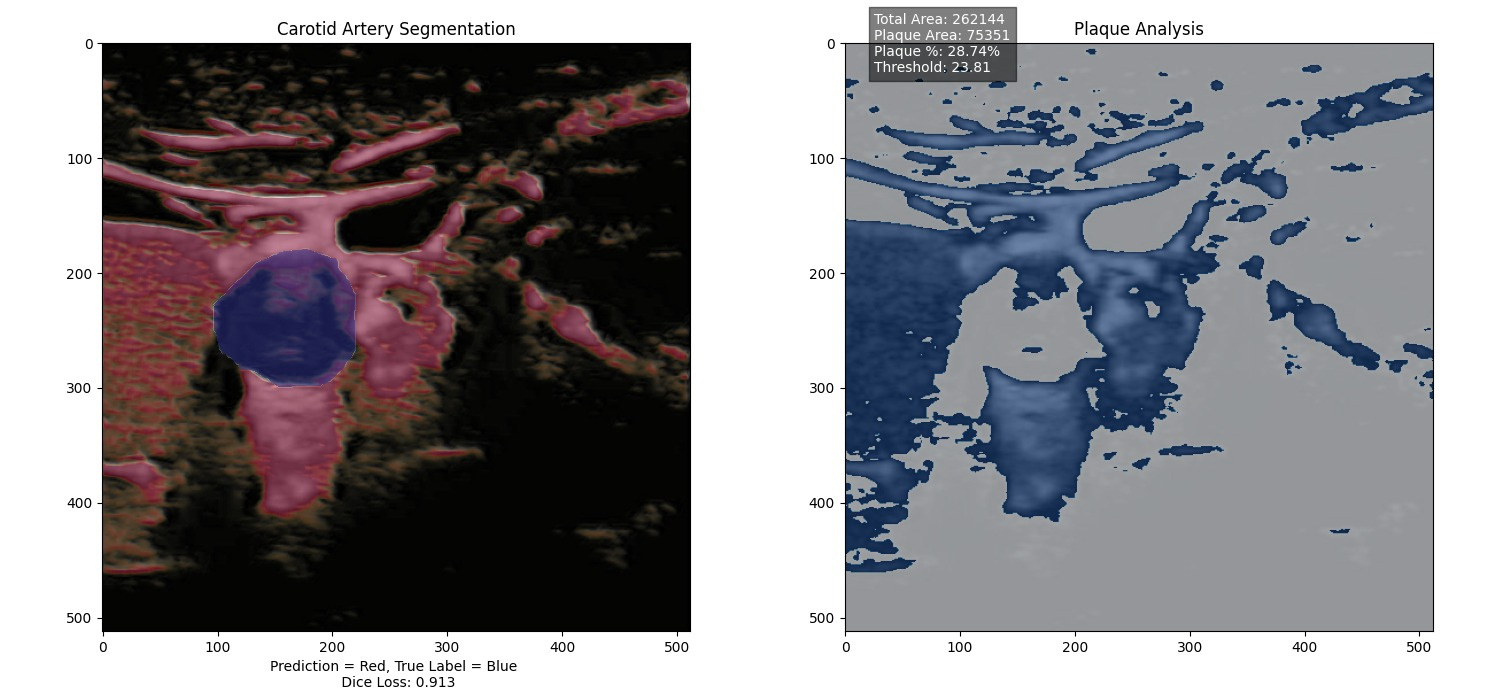 Carotid Artery Segmentation
0
100
200
300
400
500
0 100 200 300 400 500
Prediction = Red, True Label = Blue
Dice Loss: 0.913
Plaque Analysis
Total Area: 262144
Plaque Area: 75351
Plaque %: 28.74%
Threshold: 23.81
0
100
200
300
400
500
0 100 200 300 400 500